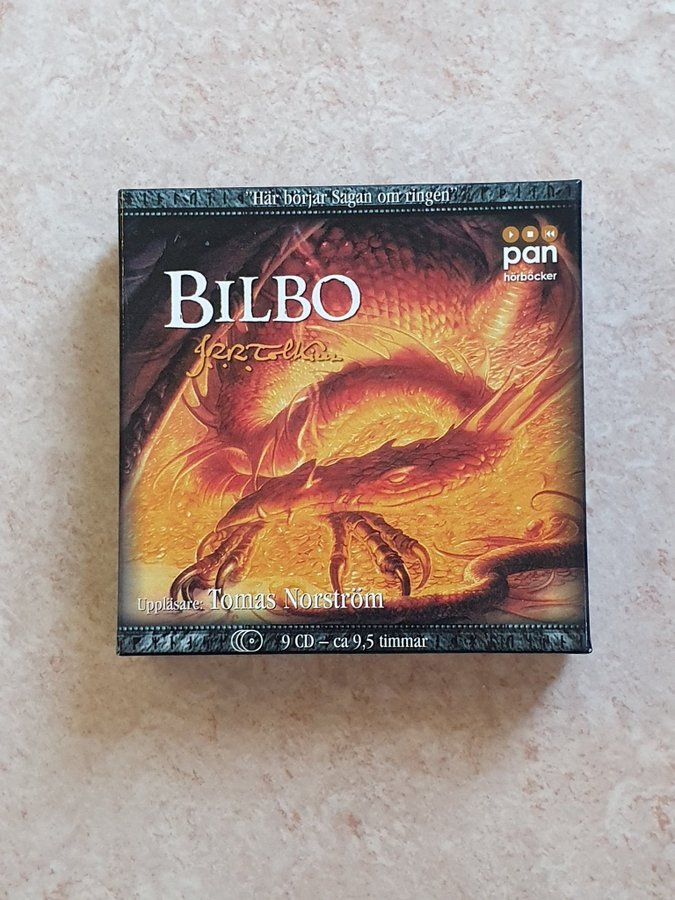 "Här börjar Sagan om ringen"
pan
hörböcker
BILBO
J.R.R. Tolkien
Uppläsare: Tomas Norström
9 CD – ca 9,5 timmar